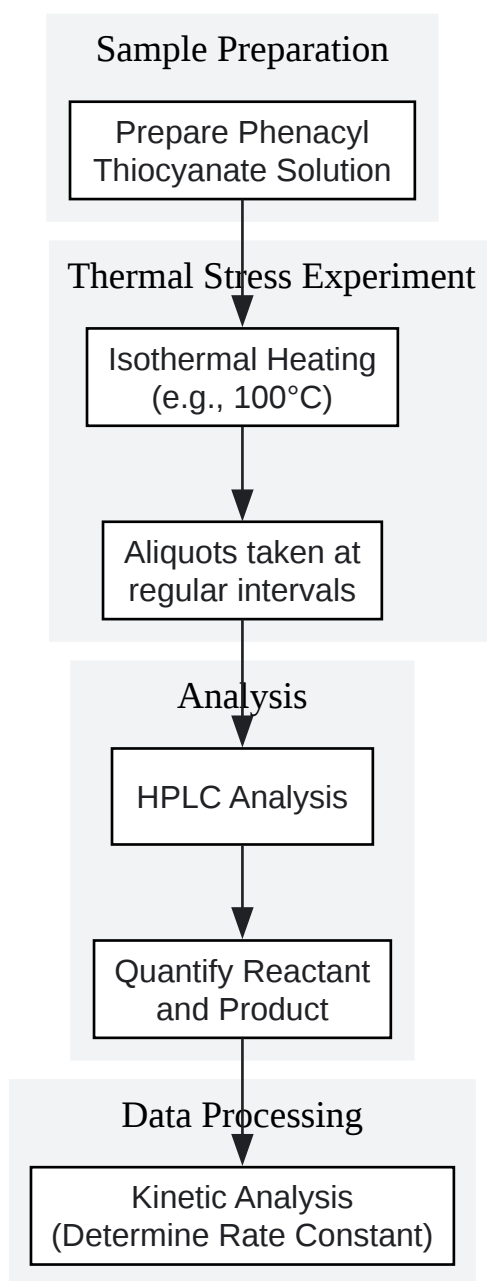 Sample Preparation
Prepare Phenacyl
Thiocyanate Solution
Thermal Stress Experiment
Isothermal Heating
(e.g., 100°C)
Aliquots taken at
regular intervals
Analysis
HPLC Analysis
Quantify Reactant
and Product
Data Processing
Kinetic Analysis
(Determine Rate Constant)